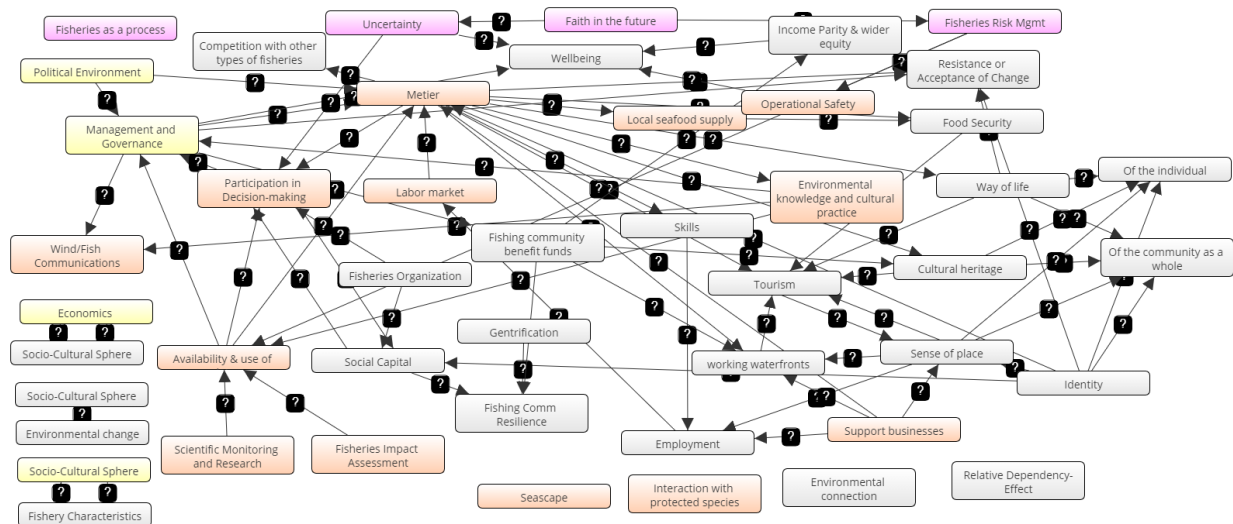 Fisheries as a process
Uncertainty
Faith in the future
Fisheries Risk Mgmt
Competition with other
types of fisheries
Wellbeing
Income Parity & wider
equity
Political Environment
Resistance or
Acceptance of Change
Metier
Operational Safety
Local seafood supply
Food Security
Management and
Governance
Participation in
Decision-making
Labor market
Environmental
knowledge and cultural
practice
Way of life
Of the individual
Wind/Fish
Communications
Fishing community
benefit funds
Skills
Fisheries Organization
Cultural heritage
Of the community as a
whole
Tourism
Economics
Socio-Cultural Sphere
Availability & use of
Social Capital
Gentrification
working waterfronts
Sense of place
Identity
Socio-Cultural Sphere
Environmental change
Fishing Comm
Resilience
Scientific Monitoring
and Research
Fisheries Impact
Assessment
Employment
Support businesses
Socio-Cultural Sphere
Fishery Characteristics
Seascape
Interaction with
protected species
Environmental
connection
Relative Dependency-
Effect